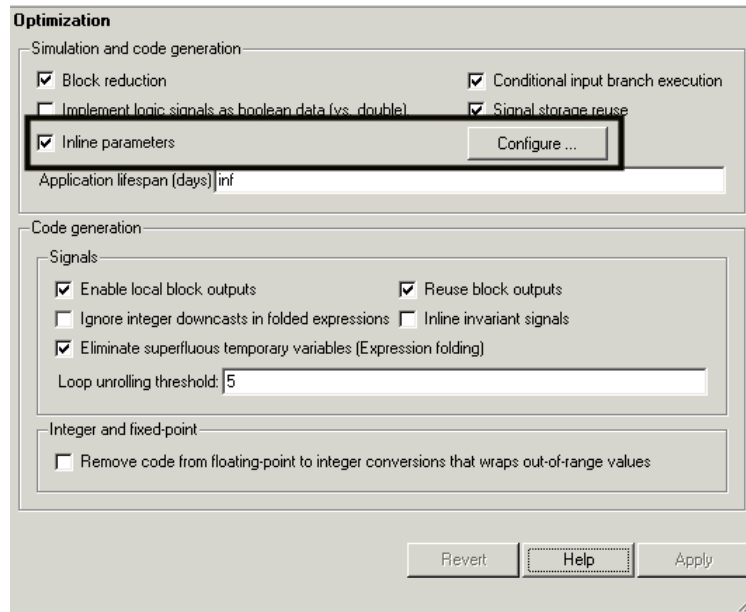 Optimization
Simulation and code generation
Block reduction
Conditional input branch execution
Implement logic signals as boolean data (vs. double)
Signal storage reuse
Inline parameters
Configure ...
Application lifespan (days) inf
Code generation
Signals
Enable local block outputs
Reuse block outputs
Ignore integer downcasts in folded expressions
Inline invariant signals
Eliminate superfluous temporary variables (Expression folding)
Loop unrolling threshold: 5
Integer and fixed-point
Remove code from floating-point to integer conversions that wraps out-of-range values
Revert
Help
Apply